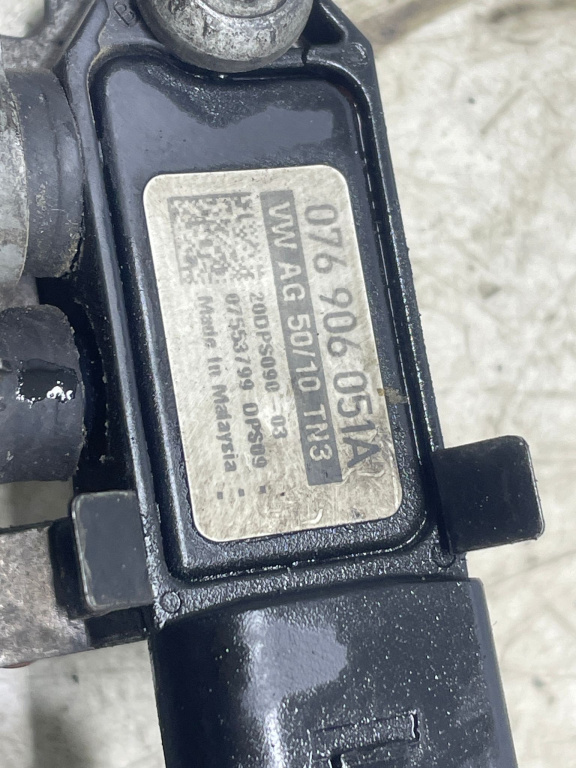 076 906 051A
VW AG 50/10 TN3
20DPS090 -03
07553799 DPS09
Made in Malaysia